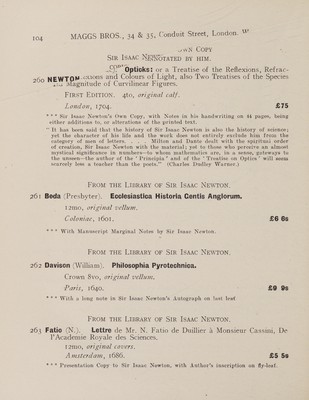 104 MAGGS BROS., 34 & 35, Conduit Street, London. W
OWN COPY
SIR ISAAC NEWTON ANNOTATED BY HIM.
260 NEWTON Opticks: or a Treatise of the Reflexions, Refrac-
exions and Colours of Light, also Two Treatises of the Species
Magnitude of Curvilinear Figures.
FIRST EDITION. 4to, original calf.
London, 1704. £75
*** Sir Isaac Newton's Own Copy, with Notes in his handwriting on 44 pages, being
either additions to, or alterations of the printed text.
"It has been said that the history of Sir Isaac Newton is also the history of science;
yet the character of his life and the work does not entirely exclude him from the
category of men of letters . . . . Milton and Dante dealt with the spiritual order
of creation, Sir Isaac Newton with the material; yet to those who perceive an almost
mystical significance in numbers—to whom mathematics are, in a sense, gateways to
the unseen—the author of the 'Principia' and of the 'Treatise on Optics' will seem
scarcely less a teacher than the poets." (Charles Dudley Warner.)
FROM THE LIBRARY OF SIR ISAAC NEWTON.
261 Beda (Presbyter). Ecclesiastica Historia Gentis Anglorum.
12mo, original vellum.
Coloniae, 1601. £6 6s
*** With Manuscript Marginal Notes by Sir Isaac Newton.
FROM THE LIBRARY OF SIR ISAAC NEWTON.
262 Davison (William). Philosophia Pyrotechnica.
Crown 8vo, original vellum.
Paris, 1640. £9 9s
*** With a long note in Sir Isaac Newton's Autograph on last leaf
FROM THE LIBRARY OF SIR ISAAC NEWTON.
263 Fatio (N.). Lettre de Mr. N. Fatio de Duillier à Monsieur Cassini, De
l'Academie Royale des Sciences.
12mo, original covers.
Amsterdam, 1686. £5 5s
*** Presentation Copy to Sir Isaac Newton, with Author's inscription on fly-leaf.